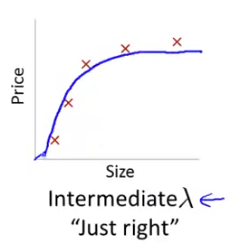 Price
Size
Intermediate λ
“Just right”